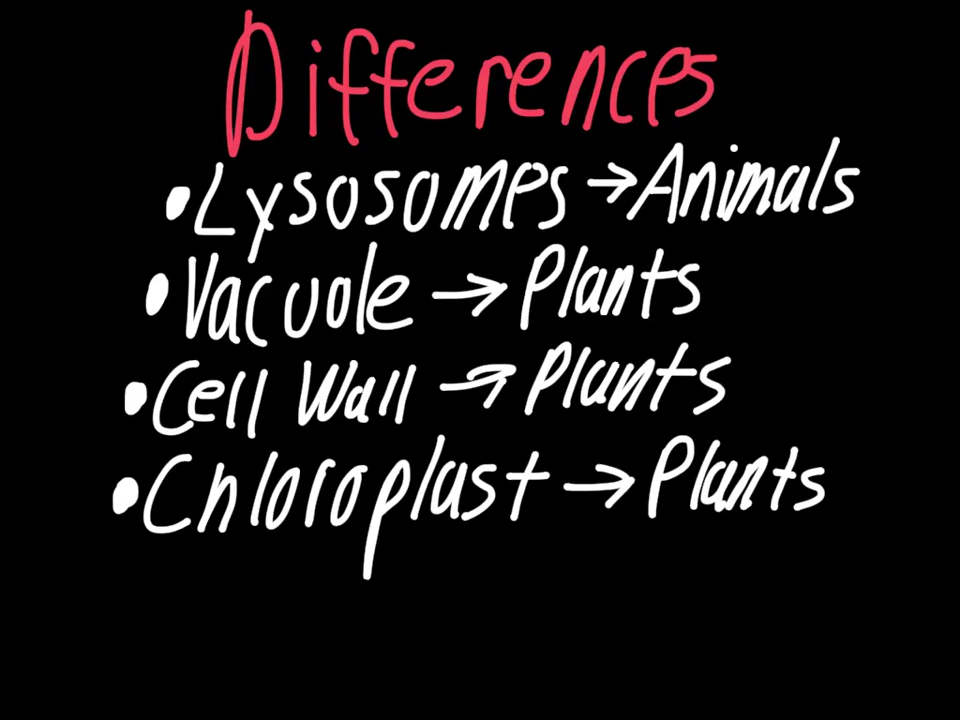 Differences
•Lysosomes →Animals
•Vacuole → Plants
•Cell Wall → Plants
•Chloroplast → Plants